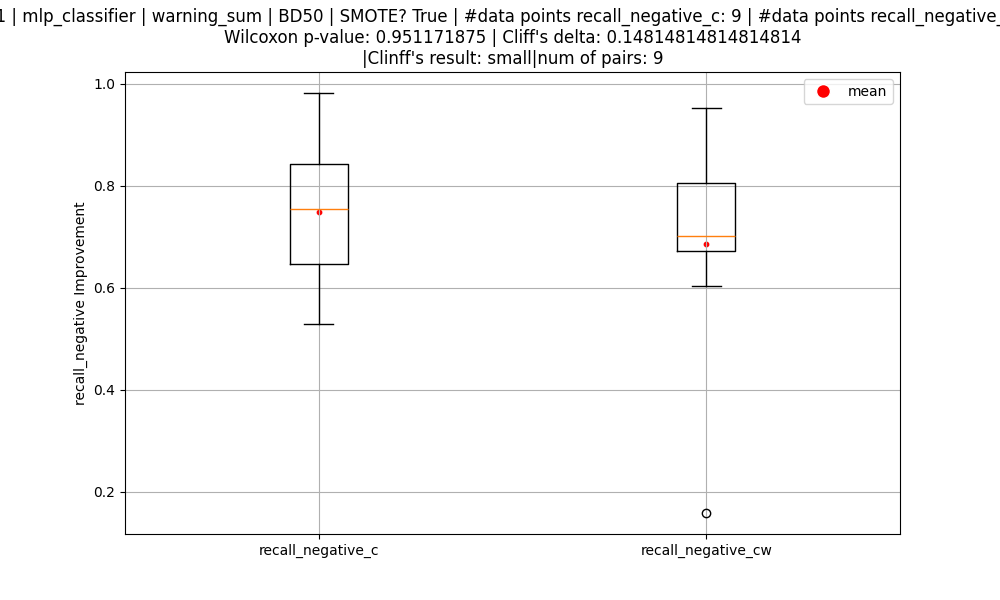 1 | mlp_classifier | warning_sum | BD50 | SMOTE? True | #data points recall_negative_c: 9 | #data points recall_negative_
Wilcoxon p-value: 0.951171875 | Cliff's delta: 0.14814814814814814
|Clinff's result: small|num of pairs: 9
mean
1.0
0.8
0.6
0.4
0.2
recall_negative Improvement
recall_negative_c
recall_negative_cw